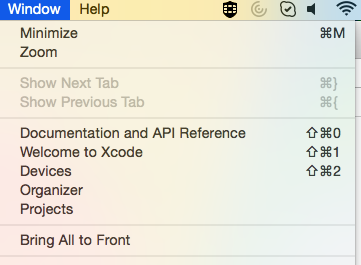 Window Help
Minimize ⌘M
Zoom
Show Next Tab ⌘}
Show Previous Tab ⌘{
Documentation and API Reference ⇧⌘0
Welcome to Xcode ⇧⌘1
Devices ⇧⌘2
Organizer
Projects
Bring All to Front